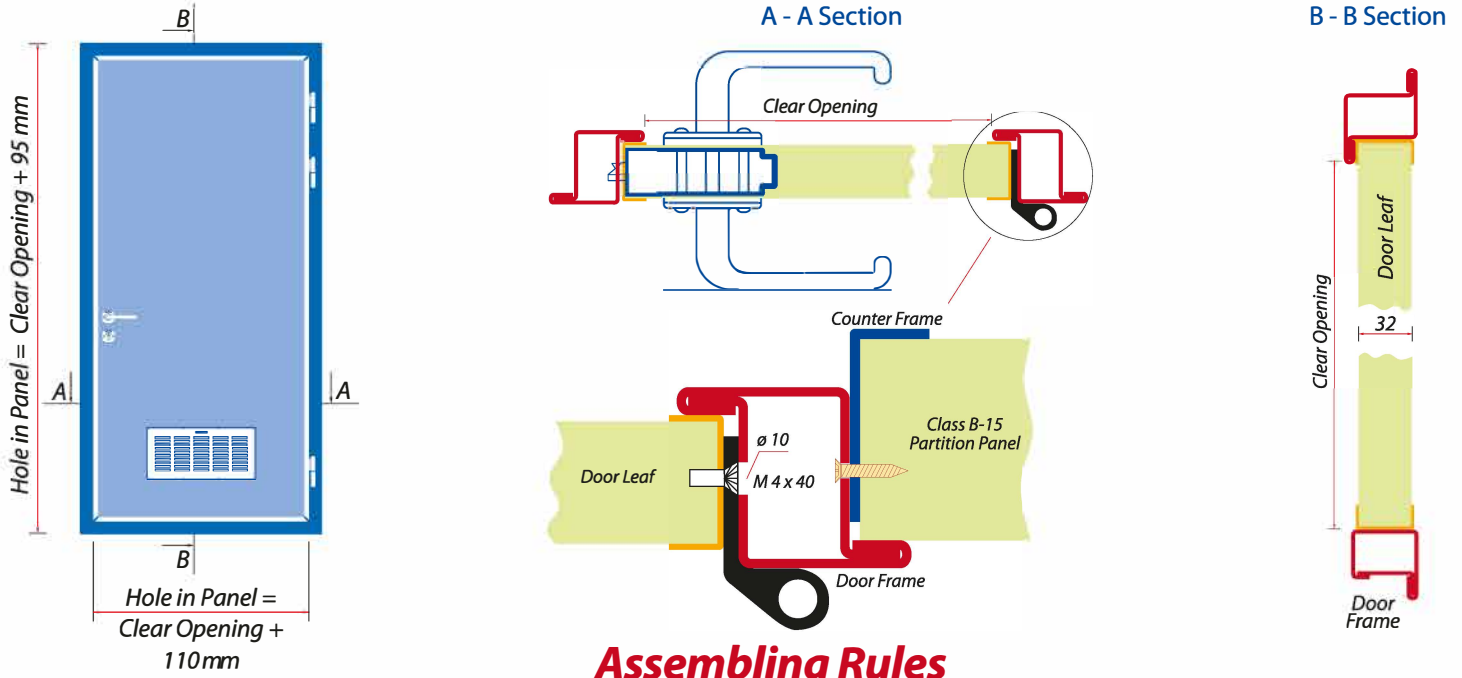 B
Hole in Panel = Clear Opening + 95 mm
A
A
B
Hole in Panel =
Clear Opening +
110 mm
A - A Section
Clear Opening
Counter Frame
Class B-15
Partition Panel
ø 10
M 4 x 40
Door Leaf
Door Frame
Assembling Rules
B - B Section
Door Leaf
Clear Opening
32
Door
Frame